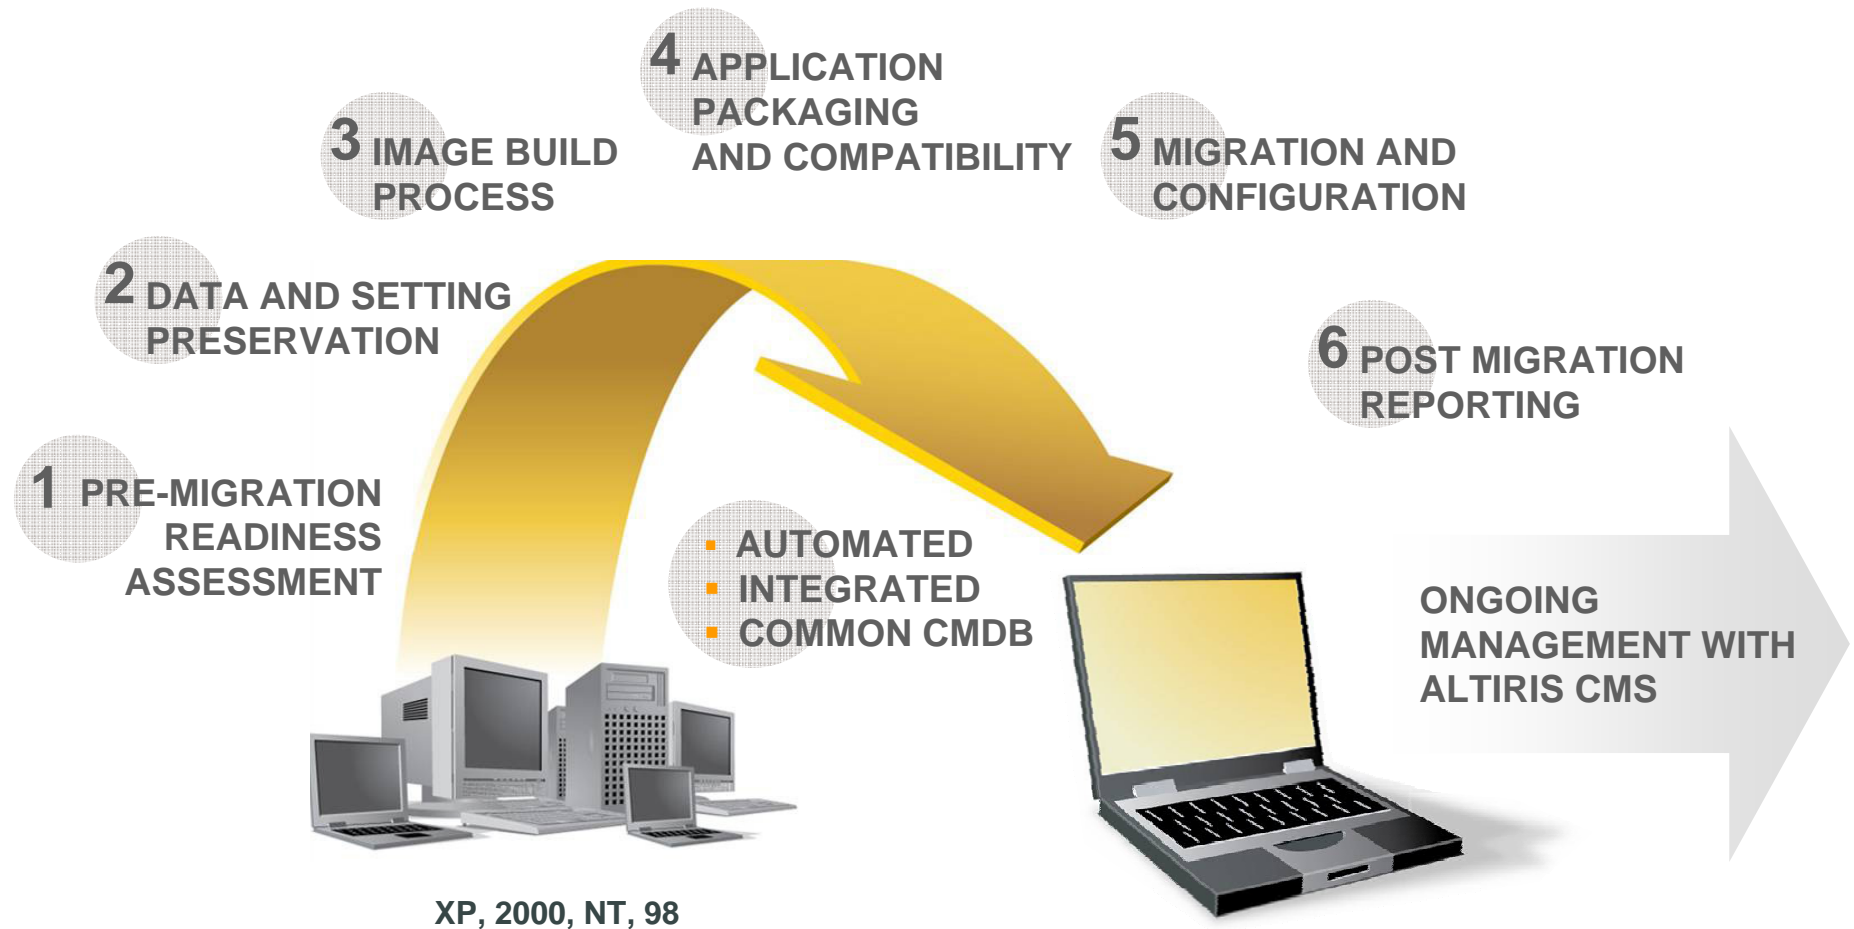 1 PRE-MIGRATION
READINESS
ASSESSMENT
2 DATA AND SETTING
PRESERVATION
3 IMAGE BUILD
PROCESS
4 APPLICATION
PACKAGING
AND COMPATIBILITY
5 MIGRATION AND
CONFIGURATION
6 POST MIGRATION
REPORTING
▪ AUTOMATED
▪ INTEGRATED
▪ COMMON CMDB
ONGOING
MANAGEMENT WITH
ALTIRIS CMS
XP, 2000, NT, 98